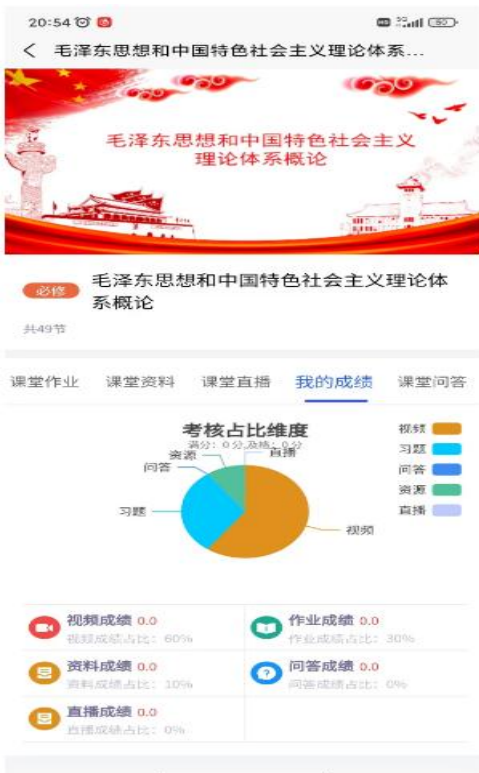 20:54
毛泽东思想和中国特色社会主义理论体系...
毛泽东思想和中国特色社会主义
理论体系概论
必修
毛泽东思想和中国特色社会主义理论体
系概论
共49节
课堂作业 课堂资料 课堂直播 我的成绩 课堂问答
考核占比维度
满分：0分,及格：0分
资源
直播
问答
习题
视频
视频
习题
问答
资源
直播
视频成绩 0.0
视频成绩占比：60%
作业成绩 0.0
作业成绩占比：30%
资料成绩 0.0
资料成绩占比：10%
问答成绩 0.0
问答成绩占比：0%
直播成绩 0.0
直播成绩占比：0%